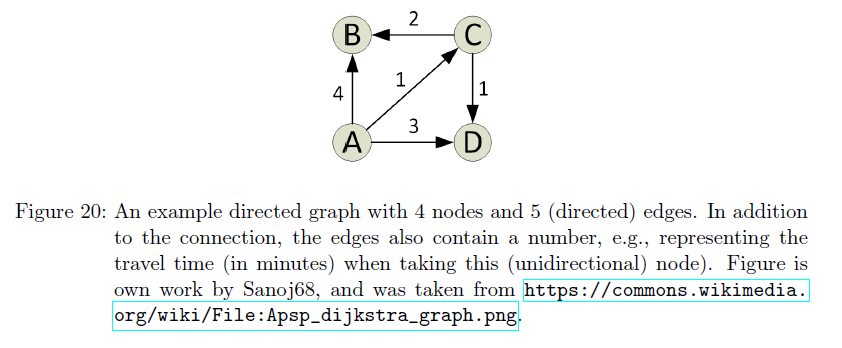 2
B
C
1
4
1
3
A
D
Figure 20: An example directed graph with 4 nodes and 5 (directed) edges. In addition
to the connection, the edges also contain a number, e.g., representing the
travel time (in minutes) when taking this (unidirectional) node). Figure is
own work by Sanoj68, and was taken from https://commons.wikimedia.
org/wiki/File:Apsp_dijkstra_graph.png.